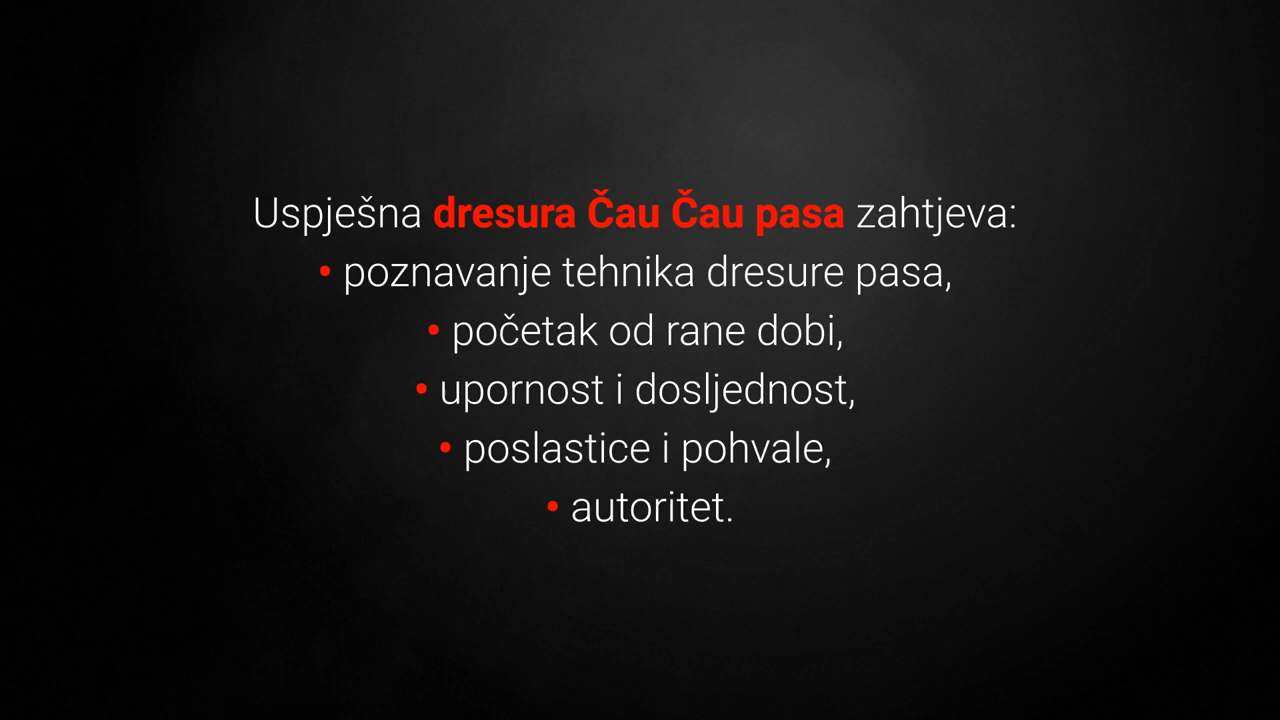 Uspješna dresura Čau Čau pasa zahtjeva:
• poznavanje tehnika dresure pasa,
• početak od rane dobi,
• upornost i dosljednost,
• poslastice i pohvale,
• autoritet.